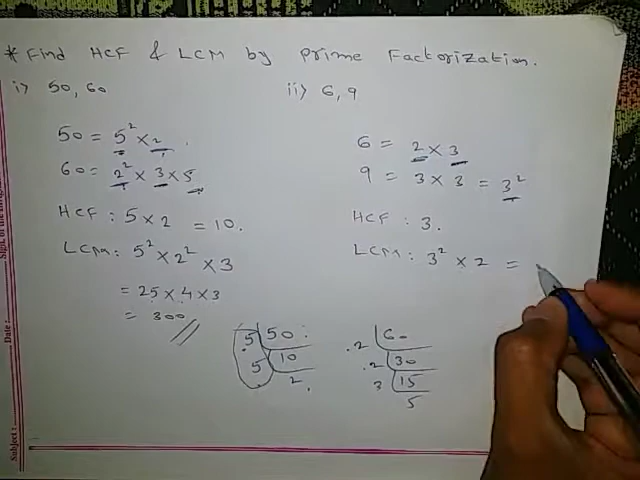 * Find HCF & LCM by Prime Factorization.
i) 50, 60
50 = 5² × 2
60 = 2² × 3 × 5
HCF : 5 × 2 = 10.
LCM : 5² × 2² × 3
= 25 × 4 × 3
= 300 //
ii) 6, 9
6 = 2 × 3
9 = 3 × 3 = 3²
HCF : 3.
LCM : 3² × 2 =
5 50
5 10
2
2 60
2 30
3 15
5
Date :
Subject :